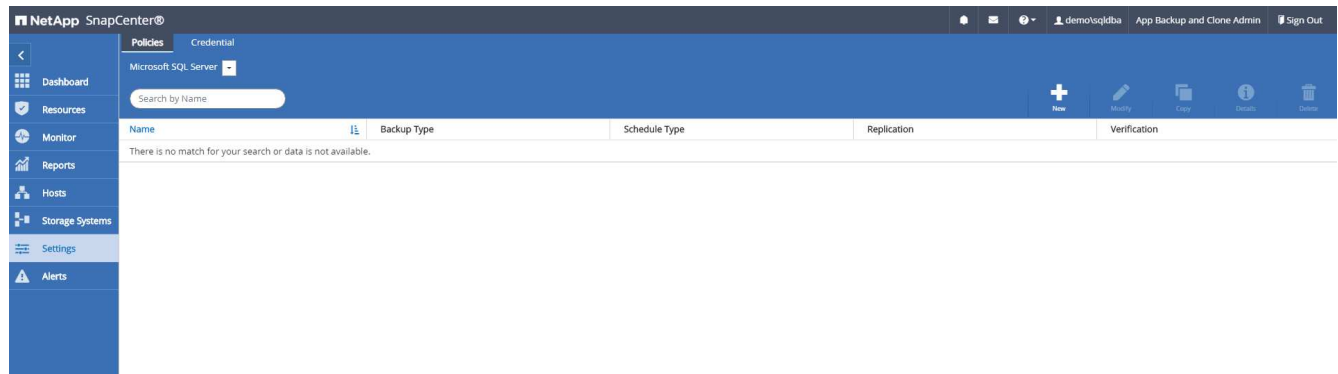 NetApp SnapCenter®
demo\sqldba App Backup and Clone Admin Sign Out
Policies Credential
Microsoft SQL Server
Search by Name
New Modify Copy Details Delete
Name Backup Type Schedule Type Replication Verification
There is no match for your search or data is not available.
Dashboard
Resources
Monitor
Reports
Hosts
Storage Systems
Settings
Alerts